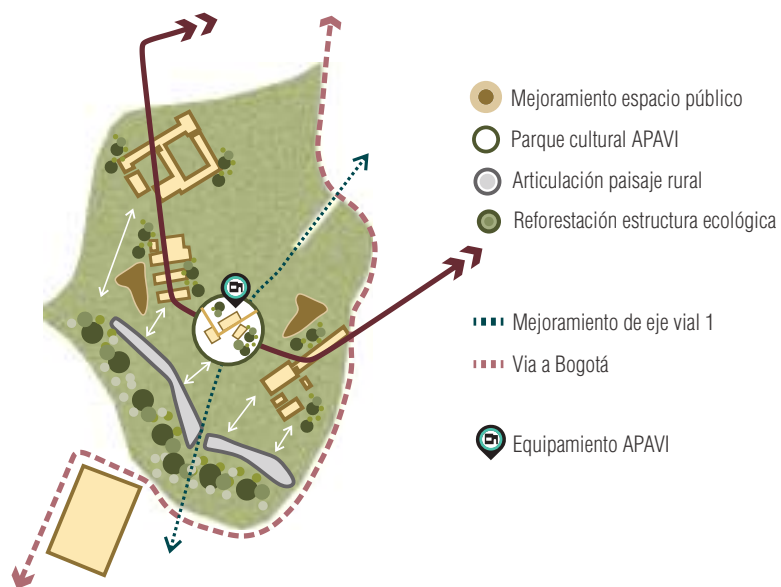 Mejoramiento espacio público
Parque cultural APAVI
Articulación paisaje rural
Reforestación estructura ecológica
Mejoramiento de eje vial 1
Via a Bogotá
Equipamiento APAVI